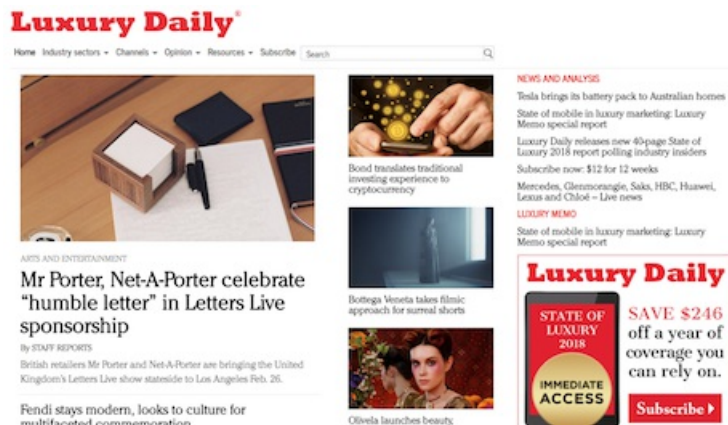 Luxury Daily®
Home Industry sectors Channels Opinion Resources Subscribe Search
ARTS AND ENTERTAINMENT
Mr Porter, Net-A-Porter celebrate
“humble letter” in Letters Live
sponsorship
By STAFF REPORTS
British retailers Mr Porter and Net-A-Porter are bringing the United
Kingdom's Letters Live show stateside to Los Angeles Feb. 26.
Fendi stays modern, looks to culture for
multifaceted commemoration
Bond translates traditional
investing experience to
cryptocurrency
Bottega Veneta takes filmic
approach for surreal shorts
Olivela launches beauty,
NEWS AND ANALYSIS
Tesla brings its battery pack to Australian homes
State of mobile in luxury marketing: Luxury
Memo special report
Luxury Daily releases new 40-page State of
Luxury 2018 report polling industry insiders
Subscribe now: $12 for 12 weeks
Mercedes, Glenmorangie, Saks, HBC, Huawei,
Lexus and Chloé – Live news
LUXURY MEMO
State of mobile in luxury marketing: Luxury
Memo special report
Luxury Daily
STATE OF
LUXURY
2018
IMMEDIATE
ACCESS
SAVE $246
off a year of
coverage you
can rely on.
Subscribe